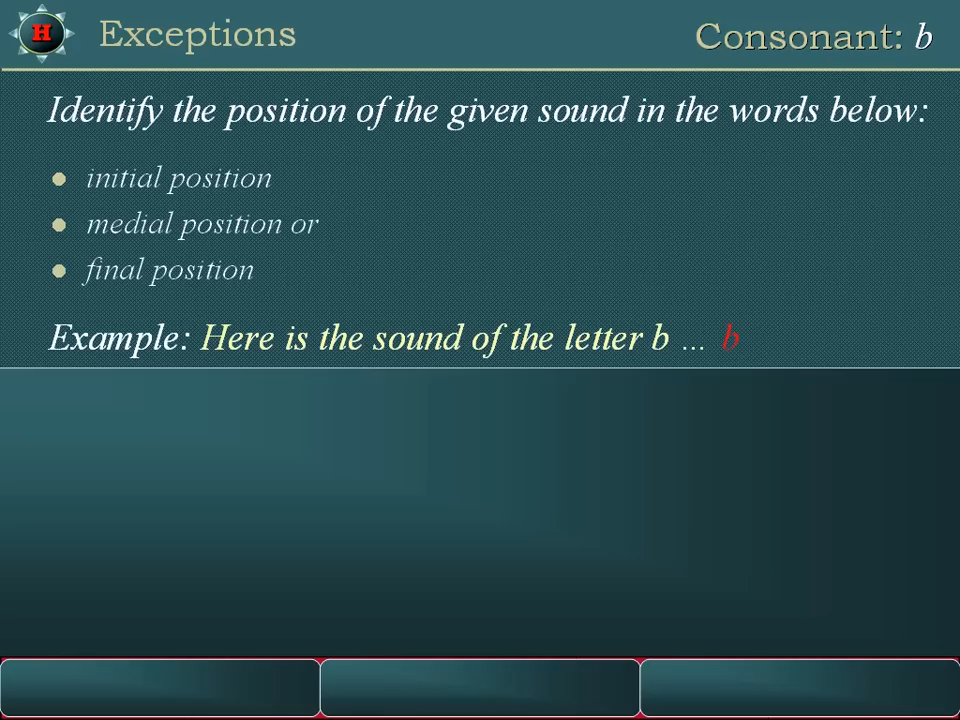 H
Exceptions
Consonant: b
Identify the position of the given sound in the words below:
initial position
medial position or
final position
Example: Here is the sound of the letter b ... b